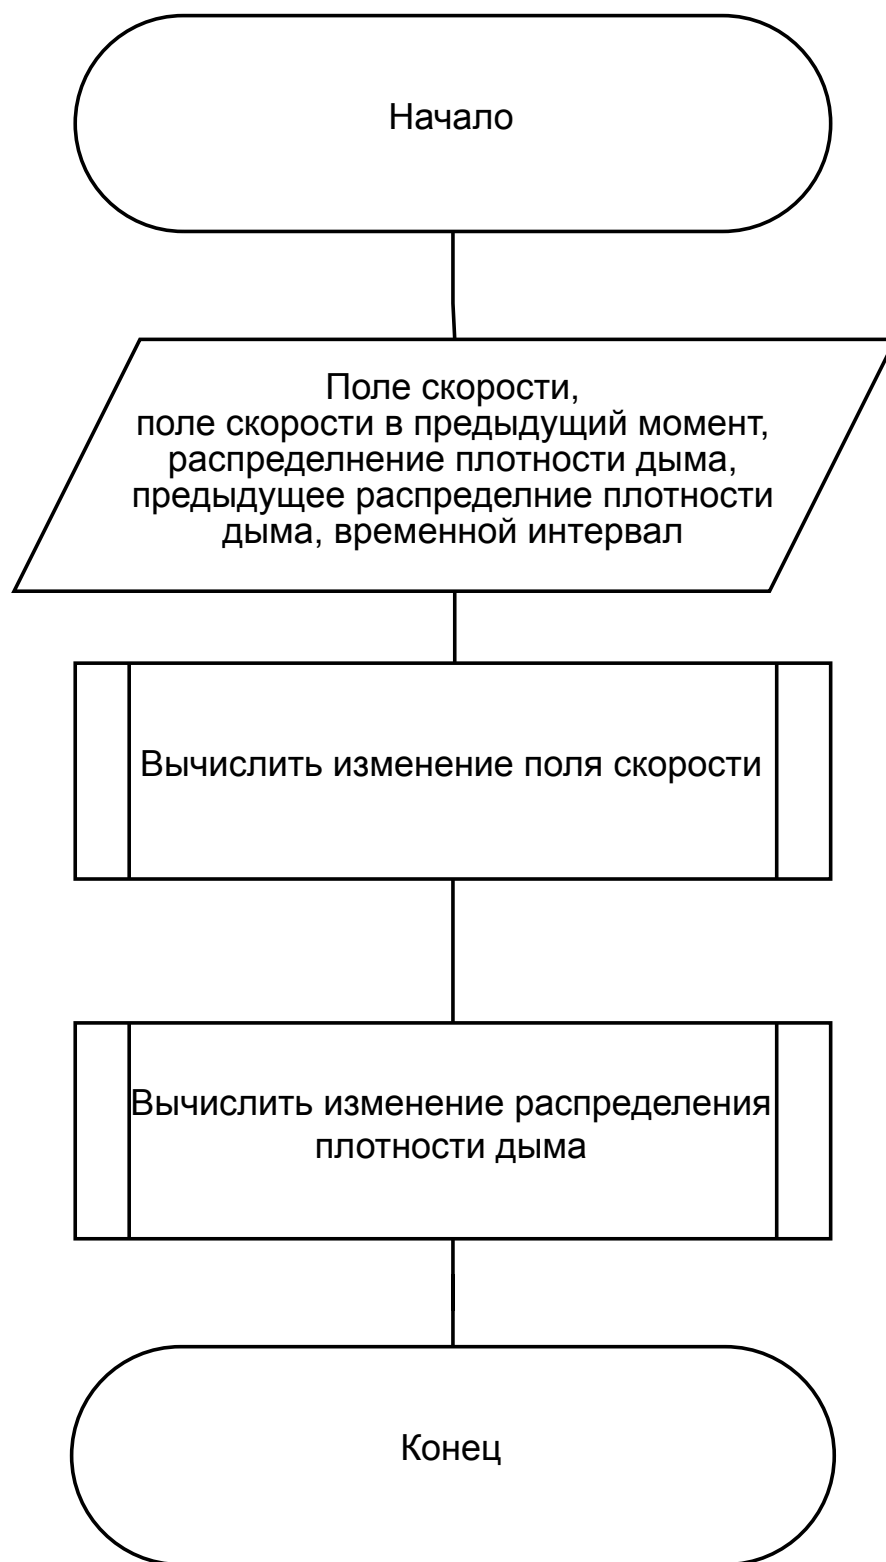 Начало
Поле скорости,
поле скорости в предыдущий момент,
распределнение плотности дыма,
предыдущее распределние плотности
дыма, временной интервал
Вычислить изменение поля скорости
Вычислить изменение распределения
плотности дыма
Конец